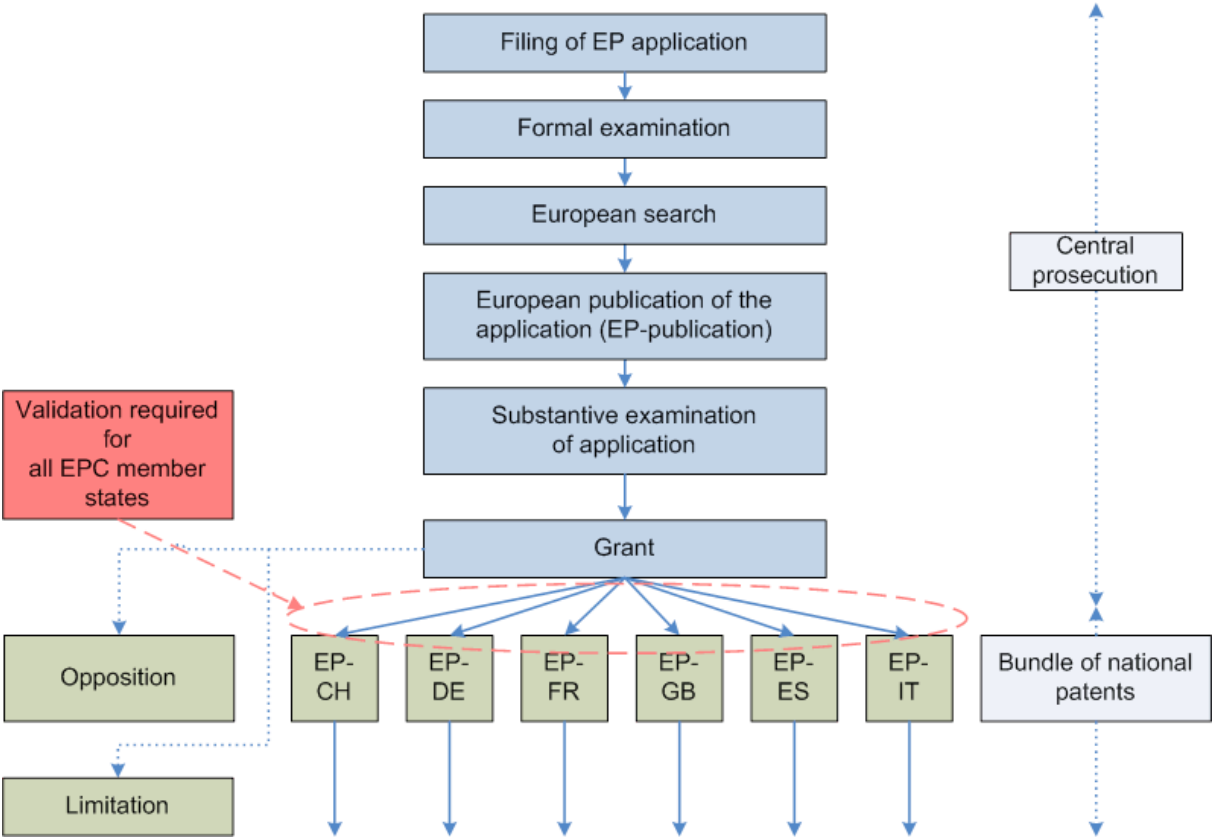 Filing of EP application
Formal examination
European search
Central
prosecution
European publication of the
application (EP-publication)
Validation required
for
all EPC member
states
Substantive examination
of application
Grant
Opposition
EP-
CH
EP-
DE
EP-
FR
EP-
GB
EP-
ES
EP-
IT
Bundle of national
patents
Limitation